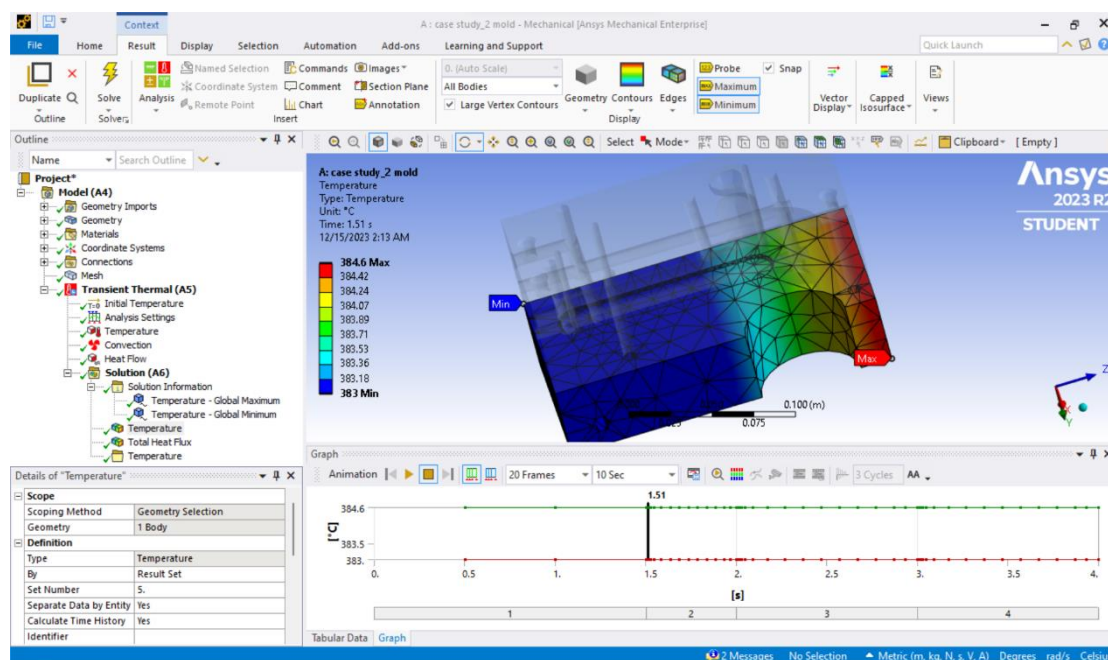 A : case study_2 mold - Mechanical [Ansys Mechanical Enterprise]
Context
File Home Result Display Selection Automation Add-ons Learning and Support Quick Launch
Duplicate Solve Analysis
Outline Solver
Named Selection Commands Images
Coordinate System Comment Section Plane
Remote Point Chart Annotation
Insert
0. (Auto Scale)
All Bodies
Large Vertex Contours
Geometry Contours Edges
Display
Probe Snap
Maximum
Minimum
Vector Display
Capped Isosurface
Views
Outline
Name Search Outline
Project*
Model (A4)
Geometry Imports
Geometry
Materials
Coordinate Systems
Connections
Mesh
Transient Thermal (A5)
T=0 Initial Temperature
Analysis Settings
Temperature
Convection
Heat Flow
Solution (A6)
Solution Information
Temperature - Global Maximum
Temperature - Global Minimum
Temperature
Total Heat Flux
Temperature
Details of "Temperature"
Scope
Scoping Method Geometry Selection
Geometry 1 Body
Definition
Type Temperature
By Result Set
Set Number 5.
Separate Data by Entity Yes
Calculate Time History Yes
Identifier
Select Mode Clipboard [ Empty ]
A: case study_2 mold
Temperature
Type: Temperature
Unit: °C
Time: 1.51 s
12/15/2023 2:13 AM
384.6 Max
384.42
384.24
384.07
383.89
383.71
383.53
383.36
383.18
383 Min
Min
Max
Ansys
2023 R2
STUDENT
0.100 (m)
0.075
Z
X
Y
Graph
Animation 20 Frames 10 Sec 3 Cycles AA
1.51
384.6
383.5
383.
[°C]
0. 0.5 1. 1.5 2. 2.5 3. 3.5 4.
[s]
1 2 3 4
Tabular Data Graph
2 Messages No Selection Metric (m, kg, N, s, V, A) Degrees rad/s Celsiu